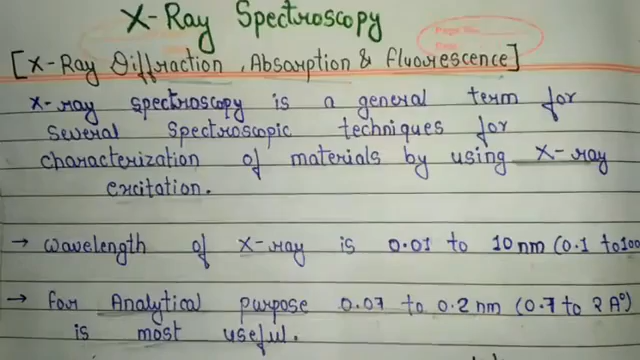 X-Ray Spectroscopy
[X-Ray Diffraction, Absorption & Fluorescence]
X-ray spectroscopy is a general term for
several spectroscopic techniques for
characterization of materials by using X-ray
excitation.
→ Wavelength of X-ray is 0.01 to 10 nm (0.1 to 100
→ For Analytical purpose 0.07 to 0.2 nm (0.7 to 2 A°)
is most useful.